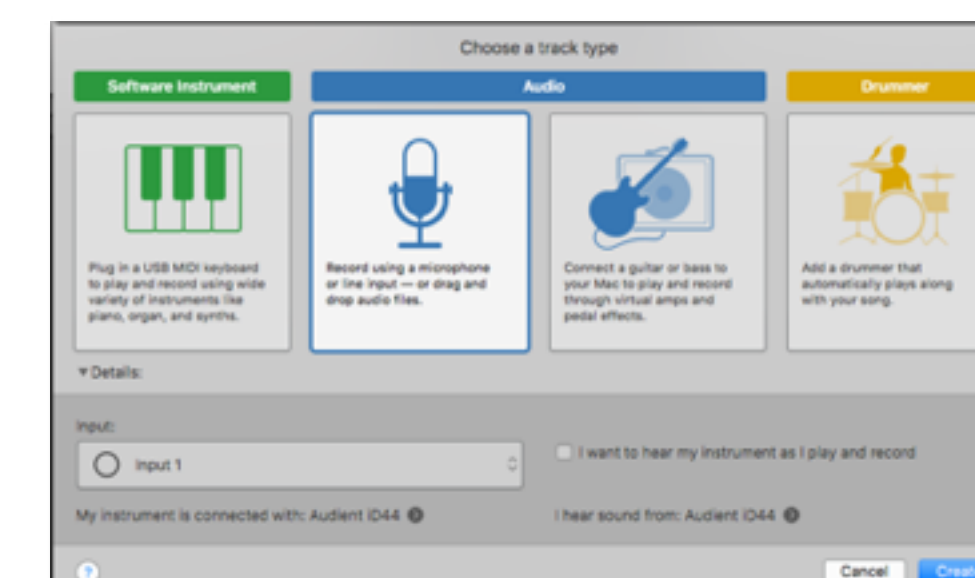 Choose a track type
Software Instrument
Audio
Drummer
Plug in a USB MIDI keyboard
to play and record using wide
variety of instruments like
piano, organ, and synths.
Record using a microphone
or line input — or drag and
drop audio files.
Connect a guitar or bass to
your Mac to play and record
through virtual amps and
pedal effects.
Add a drummer that
automatically plays along
with your song.
▼ Details:
Input:
Input 1
I want to hear my instrument as I play and record
My instrument is connected with: Audient iD44
I hear sound from: Audient iD44
?
Cancel
Creat